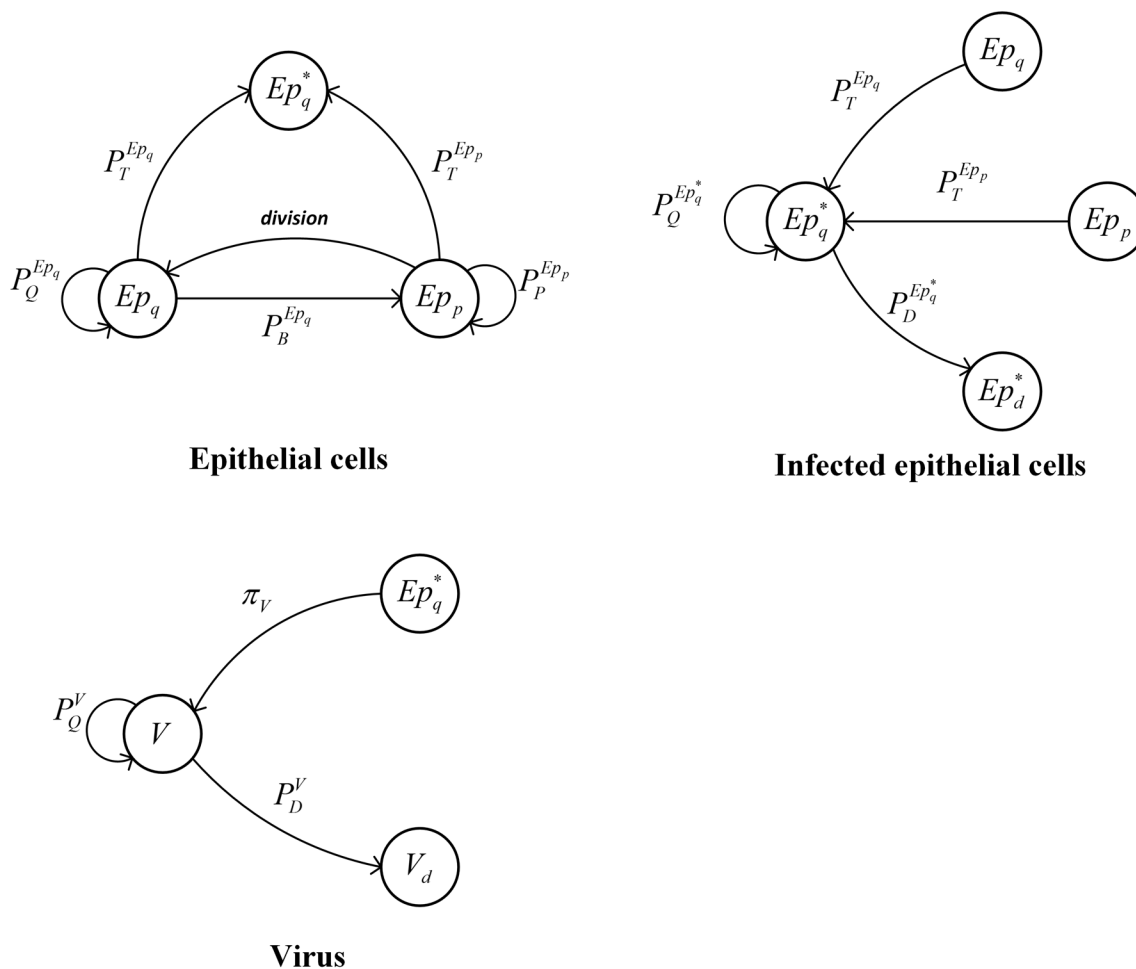 Ep_q^*
P_T^{Ep_q}
P_T^{Ep_p}
division
P_Q^{Ep_q}
Ep_q
Ep_p
P_P^{Ep_p}
P_B^{Ep_q}
Epithelial cells
Ep_q
P_T^{Ep_q}
P_T^{Ep_p}
P_Q^{Ep_q^*}
Ep_q^*
Ep_p
P_D^{Ep_q^*}
Ep_d^*
Infected epithelial cells
π_V
Ep_q^*
P_Q^V
V
P_D^V
V_d
Virus